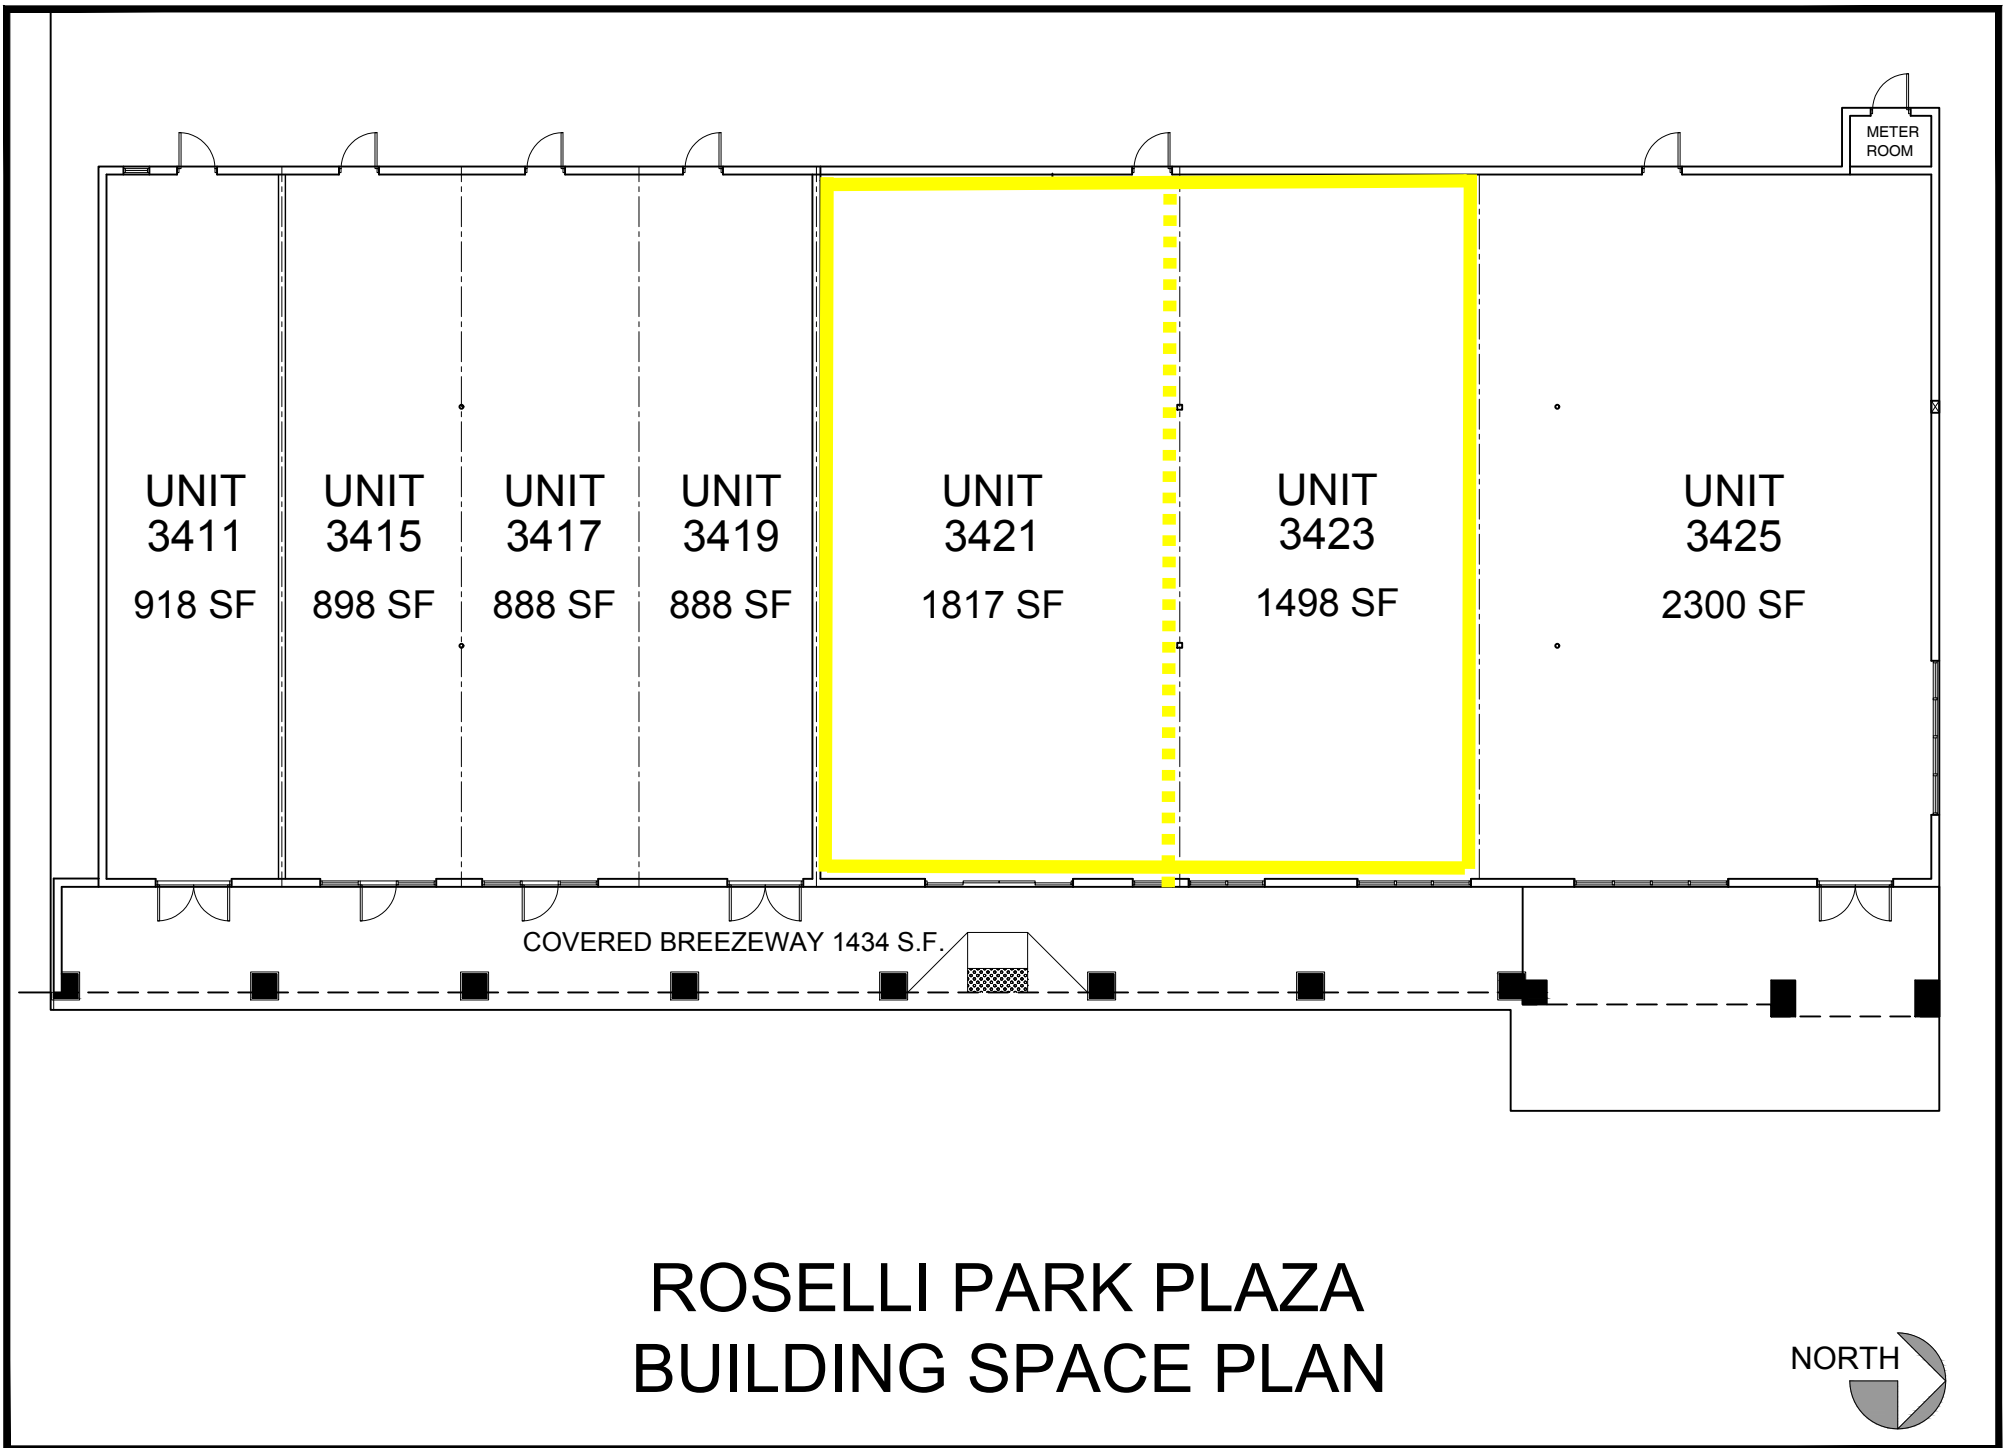 METER
ROOM
UNIT
3411
918 SF
UNIT
3415
898 SF
UNIT
3417
888 SF
UNIT
3419
888 SF
UNIT
3421
1817 SF
UNIT
3423
1498 SF
UNIT
3425
2300 SF
COVERED BREEZEWAY 1434 S.F.
ROSELLI PARK PLAZA
BUILDING SPACE PLAN
NORTH